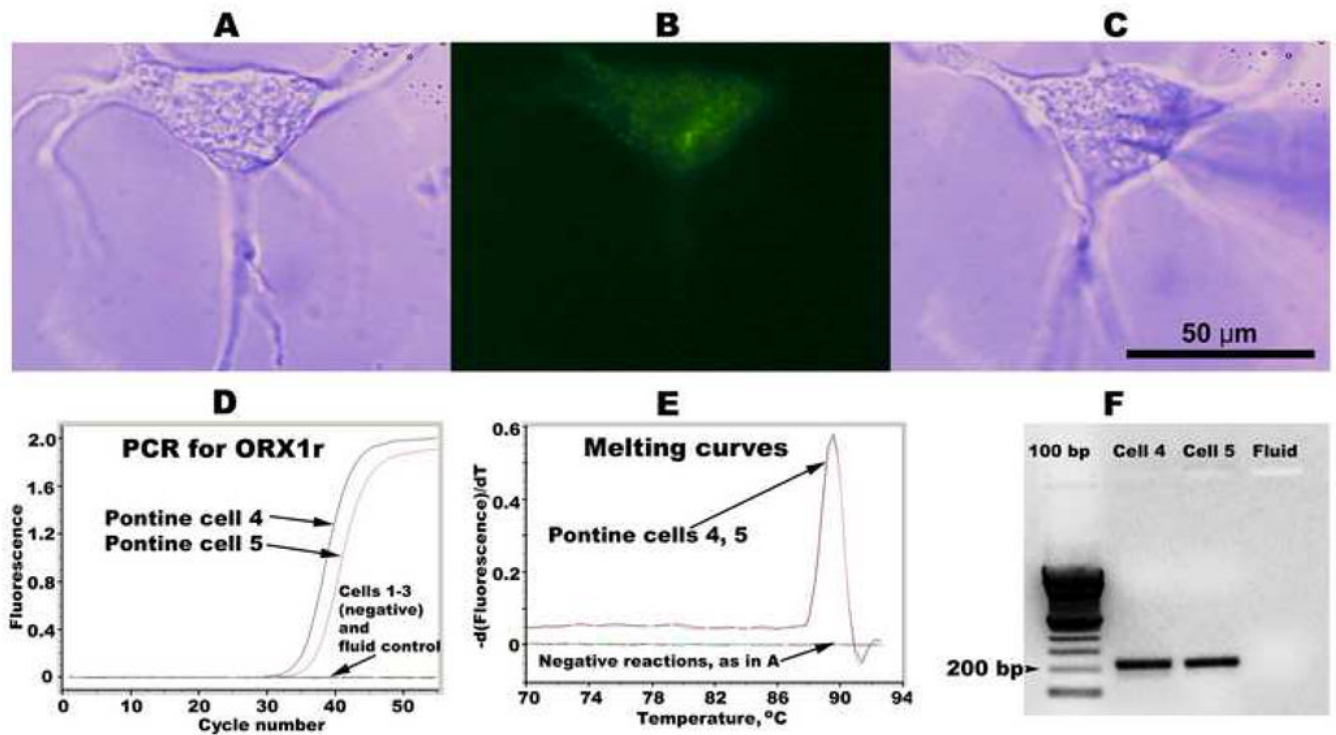 A
B
C
50 µm
D
PCR for ORX1r
Pontine cell 4
Pontine cell 5
Cells 1-3
(negative)
and
fluid control
Fluorescence
2.0
1.6
1.2
0.8
0.4
0
0 10 20 30 40 50
Cycle number
E
Melting curves
Pontine cells 4, 5
Negative reactions, as in A
-d(Fluorescence)/dT
0.6
0.4
0.2
0
70 74 78 82 86 90 94
Temperature, ºC
F
100 bp Cell 4 Cell 5 Fluid
200 bp